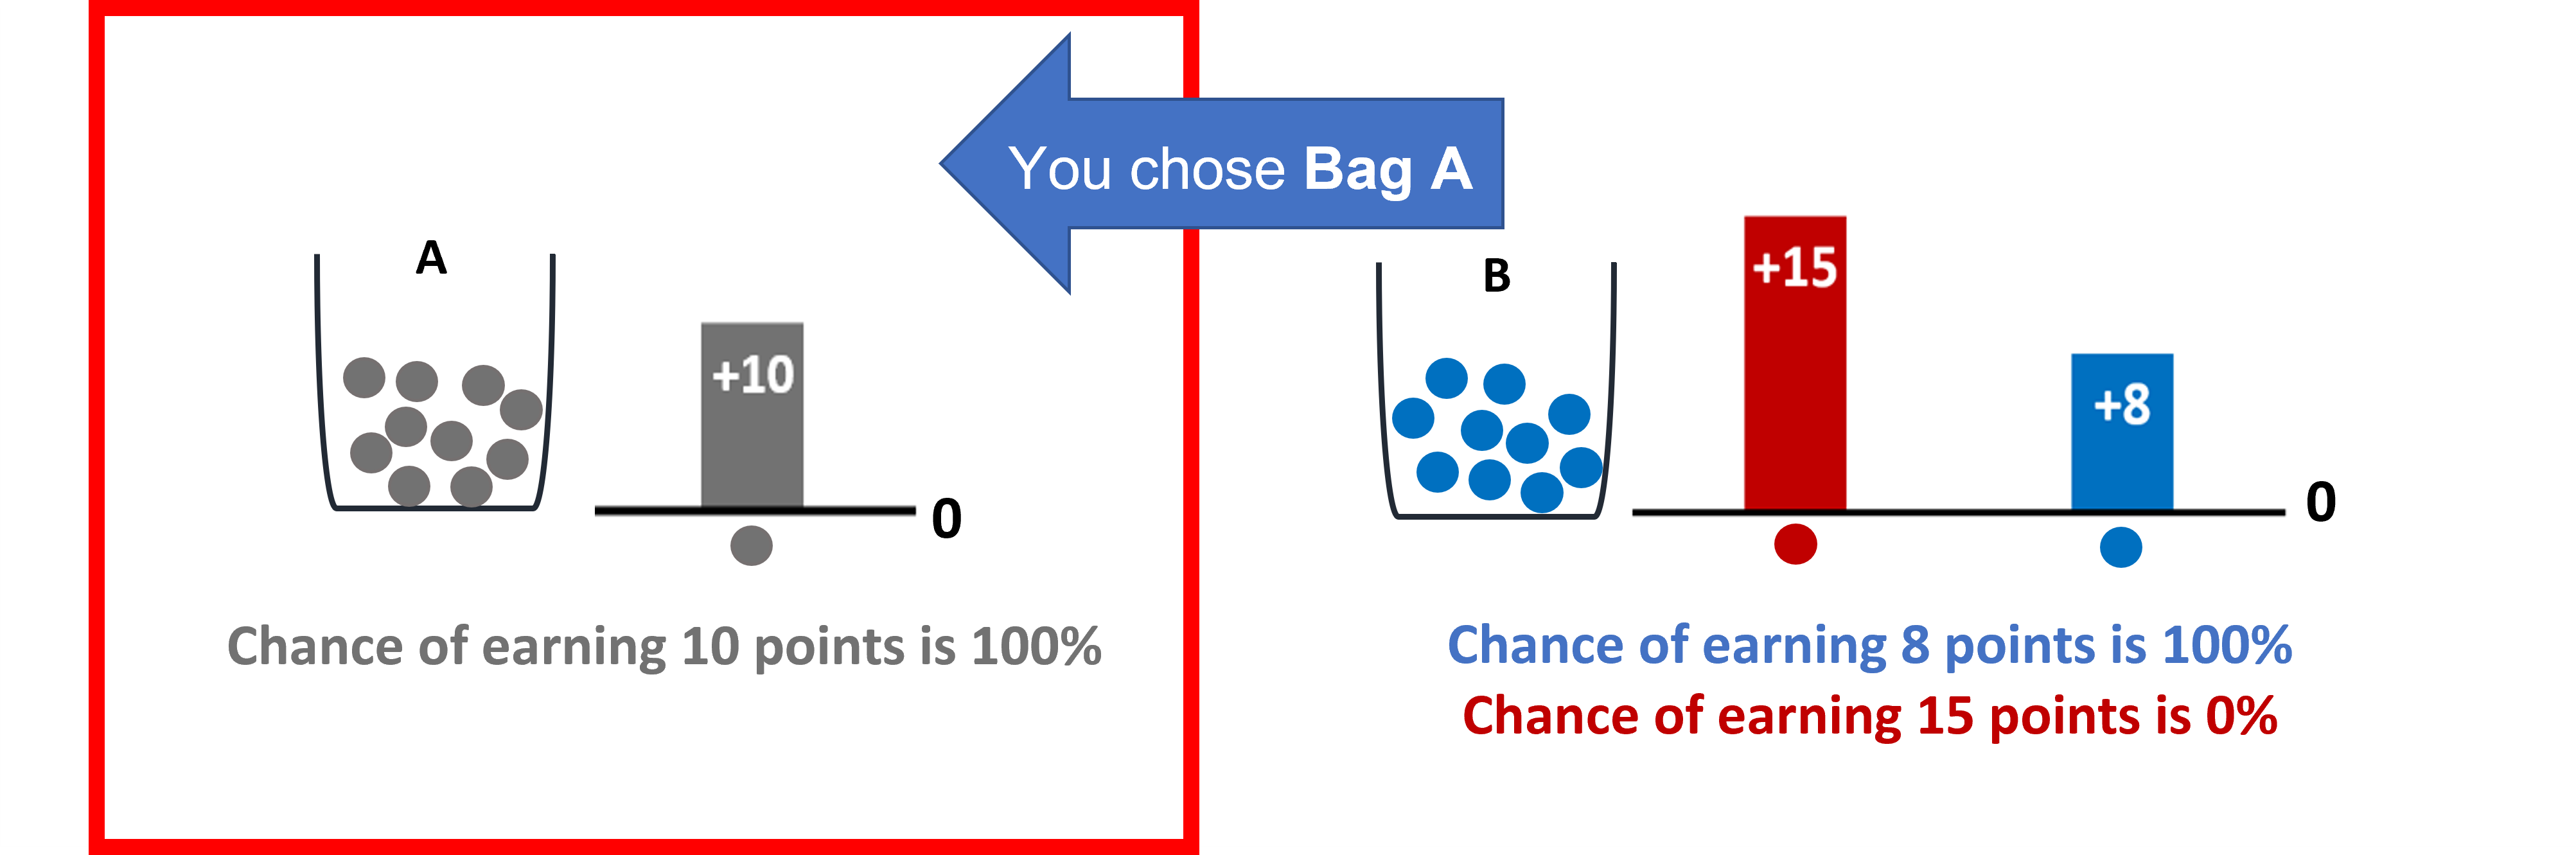 You chose Bag A
A
+10
0
Chance of earning 10 points is 100%
B
+15
+8
0
Chance of earning 8 points is 100%
Chance of earning 15 points is 0%